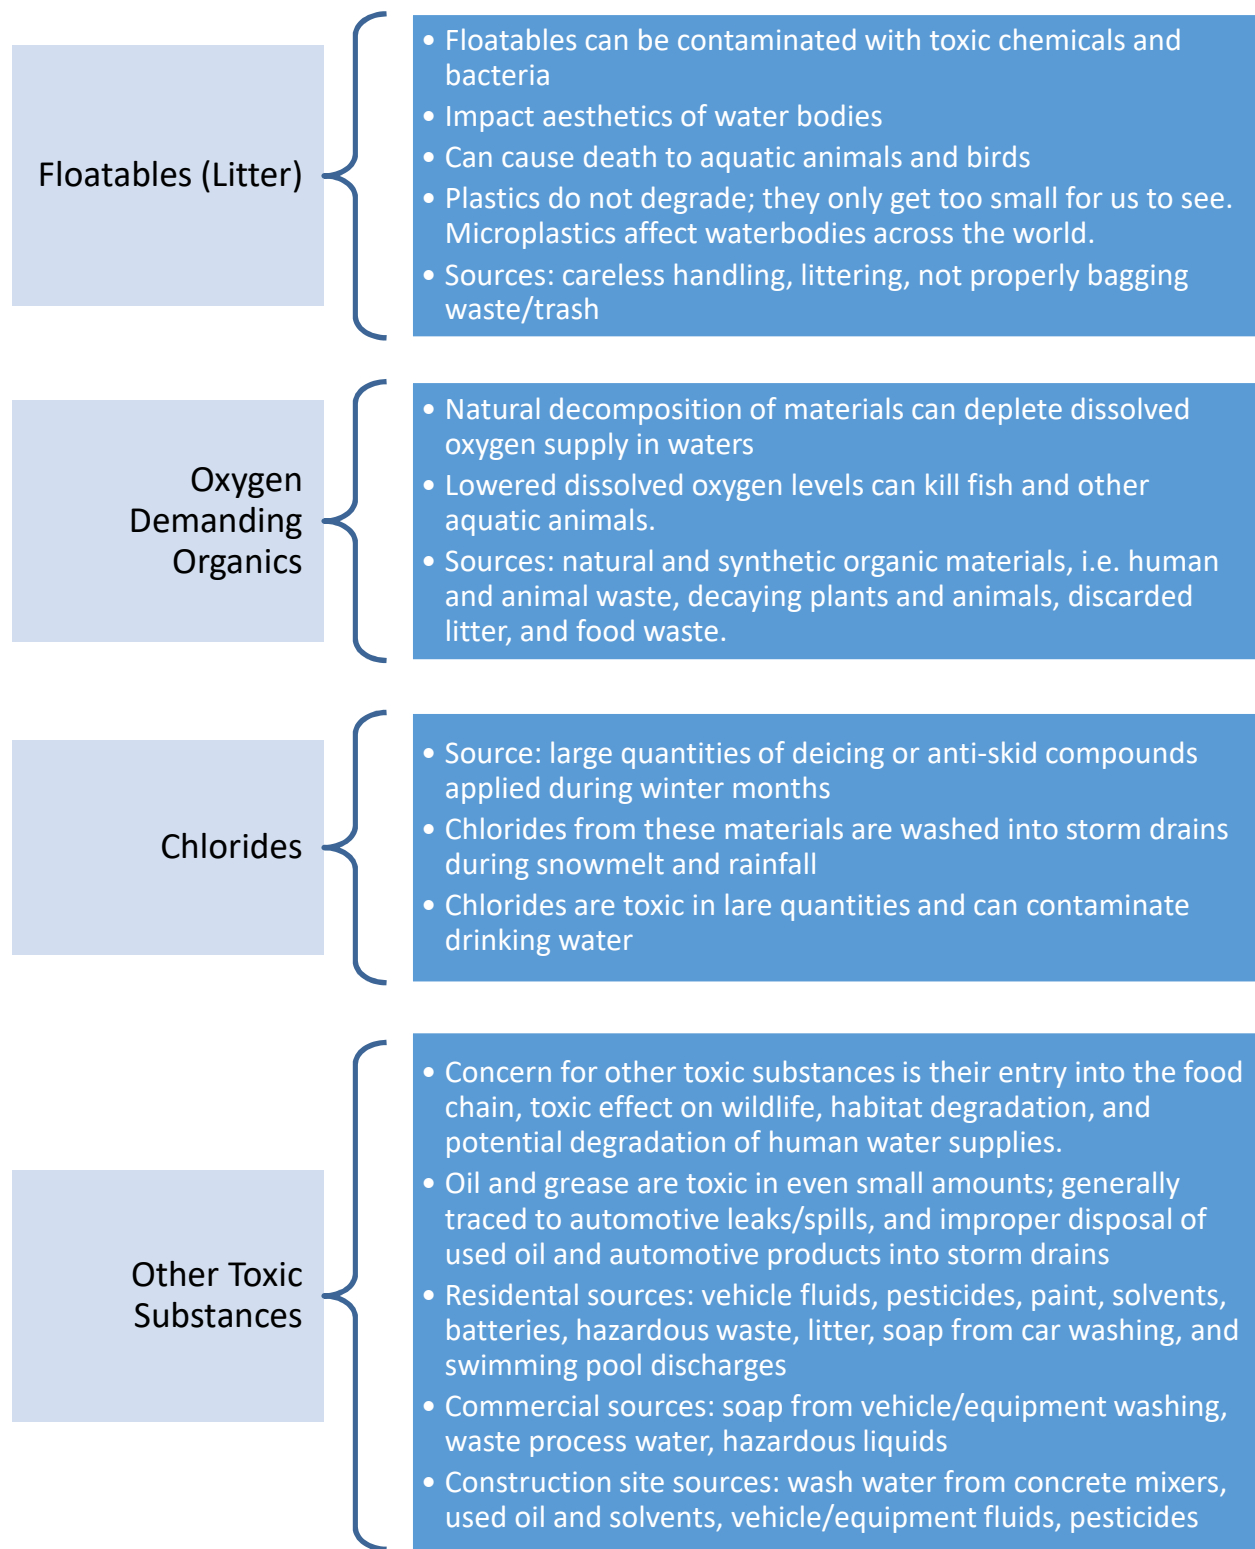 Floatables (Litter)
• Floatables can be contaminated with toxic chemicals and
bacteria
• Impact aesthetics of water bodies
• Can cause death to aquatic animals and birds
• Plastics do not degrade; they only get too small for us to see.
Microplastics affect waterbodies across the world.
• Sources: careless handling, littering, not properly bagging
waste/trash
Oxygen
Demanding
Organics
• Natural decomposition of materials can deplete dissolved
oxygen supply in waters
• Lowered dissolved oxygen levels can kill fish and other
aquatic animals.
• Sources: natural and synthetic organic materials, i.e. human
and animal waste, decaying plants and animals, discarded
litter, and food waste.
Chlorides
• Source: large quantities of deicing or anti-skid compounds
applied during winter months
• Chlorides from these materials are washed into storm drains
during snowmelt and rainfall
• Chlorides are toxic in lare quantities and can contaminate
drinking water
Other Toxic
Substances
• Concern for other toxic substances is their entry into the food
chain, toxic effect on wildlife, habitat degradation, and
potential degradation of human water supplies.
• Oil and grease are toxic in even small amounts; generally
traced to automotive leaks/spills, and improper disposal of
used oil and automotive products into storm drains
• Residental sources: vehicle fluids, pesticides, paint, solvents,
batteries, hazardous waste, litter, soap from car washing, and
swimming pool discharges
• Commercial sources: soap from vehicle/equipment washing,
waste process water, hazardous liquids
• Construction site sources: wash water from concrete mixers,
used oil and solvents, vehicle/equipment fluids, pesticides